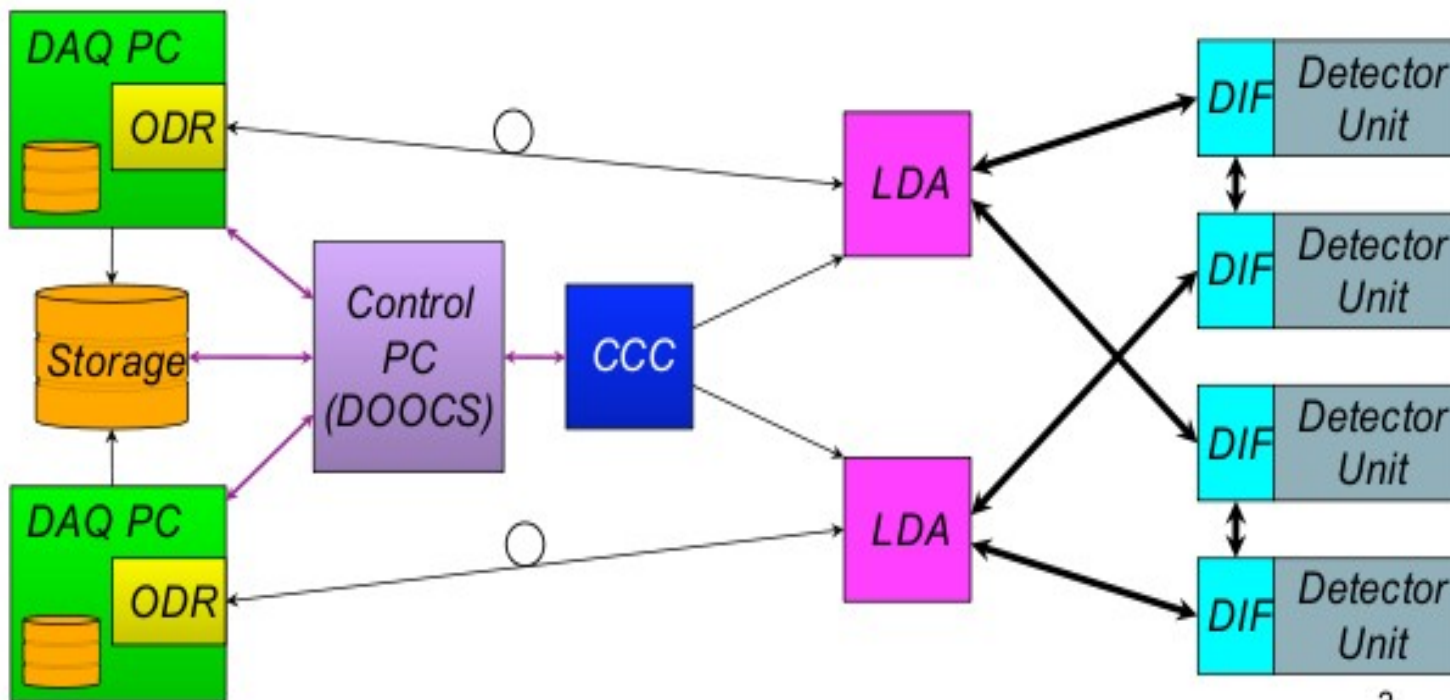 DAQ PC
ODR
Storage
DAQ PC
ODR
Control
PC
(DOOCS)
CCC
LDA
LDA
DIF
Detector
Unit
DIF
Detector
Unit
DIF
Detector
Unit
DIF
Detector
Unit